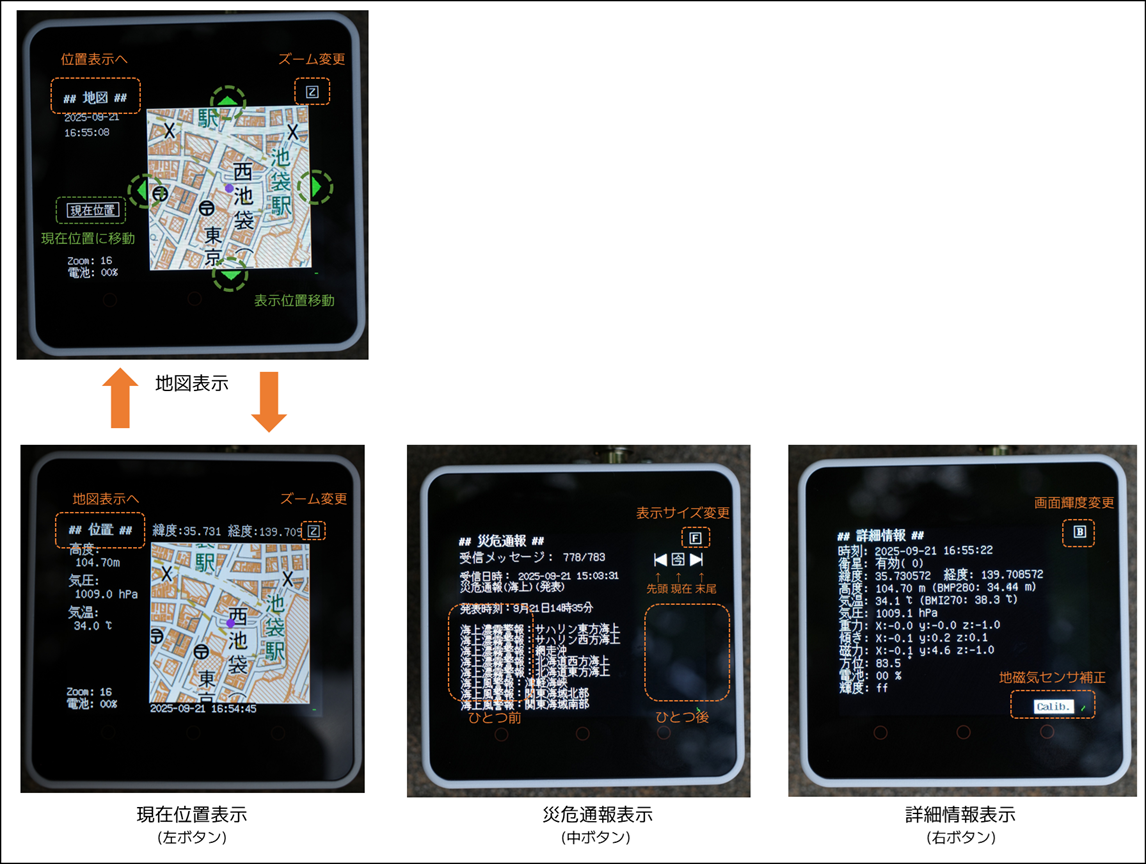 位置表示へ
ズーム変更
## 地図 ##
Z
2025-09-21
16:55:08
駅
池袋駅
西池袋
東京
現在位置
現在位置に移動
Zoom: 16
電池: 00%
表示位置移動
地図表示
地図表示へ
ズーム変更
## 位置 ##
緯度:35.731 経度:139.709
Z
高度:
104.70m
気圧:
1009.0 hPa
気温:
34.0 ℃
袋駅
池袋駅
西池袋
東京
Zoom: 16
電池: 00%
2025-09-21 16:54:45
現在位置表示
(左ボタン)
表示サイズ変更
## 災危通報 ##
F
受信メッセージ: 778/783
今
受信日時: 2025-09-21 15:03:31
先頭 現在 末尾
災危通報(海上)(発表)
発表時刻:9月21日14時35分
海上濃霧警報:サハリン東方海上
海上濃霧警報:サハリン西方海上
海上濃霧警報:網走沖
海上濃霧警報:北海道西方海上
海上濃霧警報:北海道東方海上
海上風警報:津軽海峡
海上風警報:関東海域北部
海上風警報:関東海域南部
ひとつ前
ひとつ後
災危通報表示
(中ボタン)
画面輝度変更
## 詳細情報 ##
B
時刻: 2025-09-21 16:55:22
衛星: 有効( 0)
緯度: 35.730572 経度: 139.708572
高度: 104.70 m (BMP280: 34.44 m)
気温: 34.1 ℃ (BMI270: 38.3 ℃)
気圧: 1009.1 hPa
重力: X:-0.0 y:-0.0 z:-1.0
傾き: X:-0.1 y:0.2 z:0.1
磁力: X:-0.1 y:4.6 z:-1.0
方位: 83.5°
電池: 00 %
輝度: ff
地磁気センサ補正
Calib.
詳細情報表示
(右ボタン)